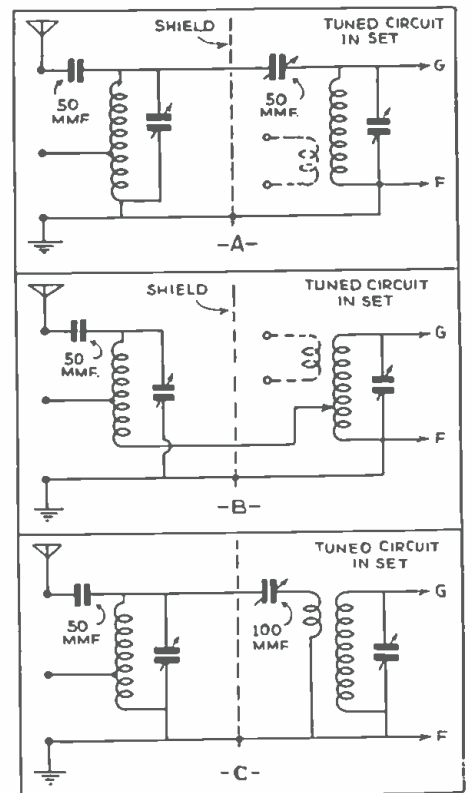 SHIELD
TUNED CIRCUIT
IN SET
50
MMF.
50
MMF.
G
F
-A-
SHIELD
TUNED CIRCUIT
IN SET
50
MMF.
G
F
-B-
TUNED CIRCUIT
IN SET
50
MMF.
100
MMF.
G
F
-C-